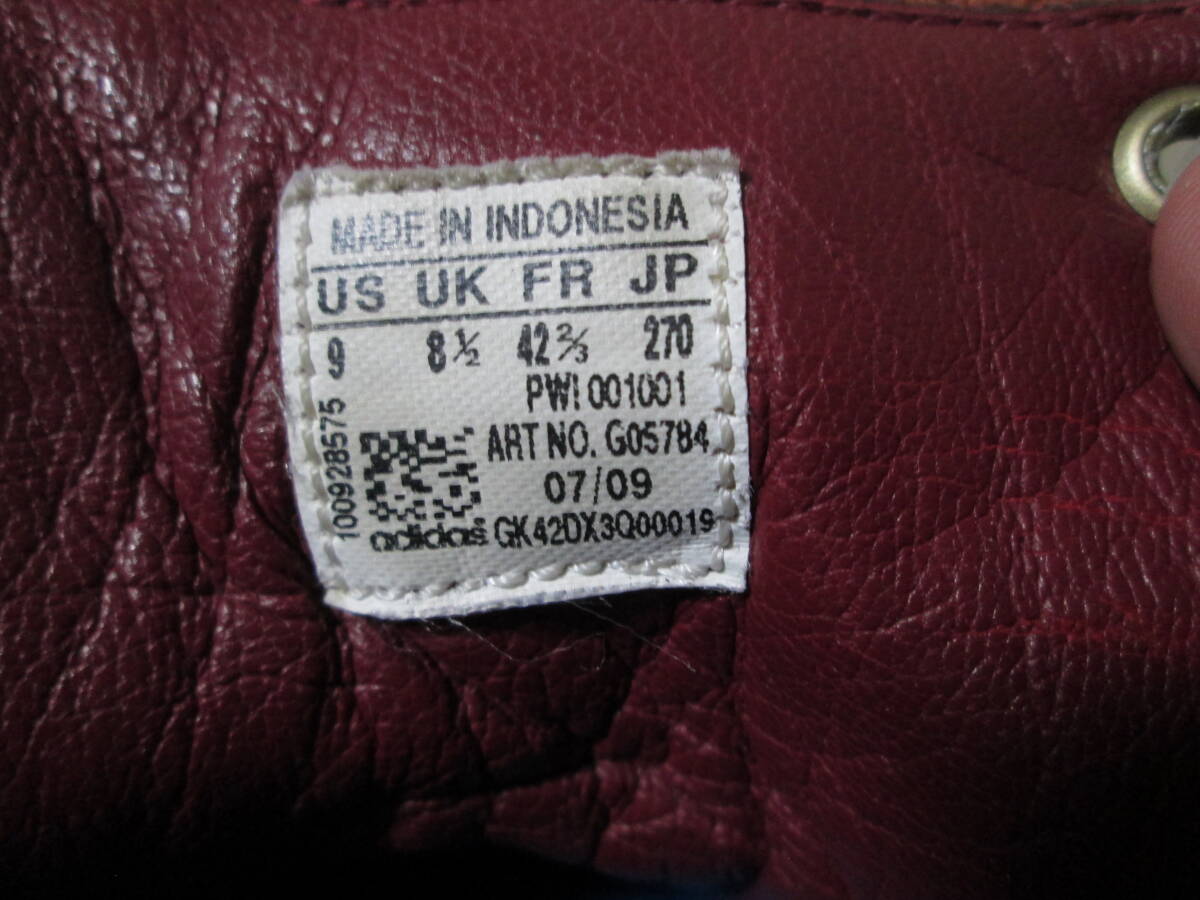 MADE IN INDONESIA
US UK FR JP
9 8½ 42⅔ 270
PWI 001001
ART NO. G05784
07/09
adidas GK42DX3Q00019
100928575